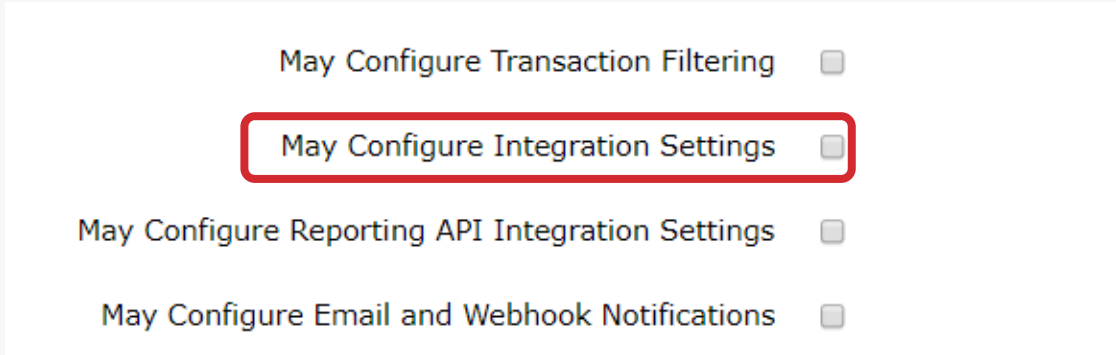 May Configure Transaction Filtering
May Configure Integration Settings
May Configure Reporting API Integration Settings
May Configure Email and Webhook Notifications